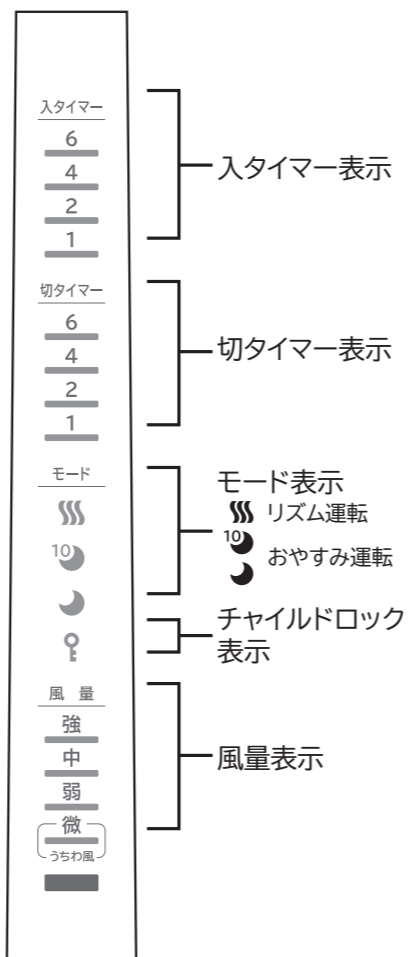 入タイマー
6
4
2
1
切タイマー
6
4
2
1
モード
10
風 量
強
中
弱
微
うちわ風
入タイマー表示
切タイマー表示
モード表示
リズム運転
10
おやすみ運転
チャイルドロック
表示
風量表示